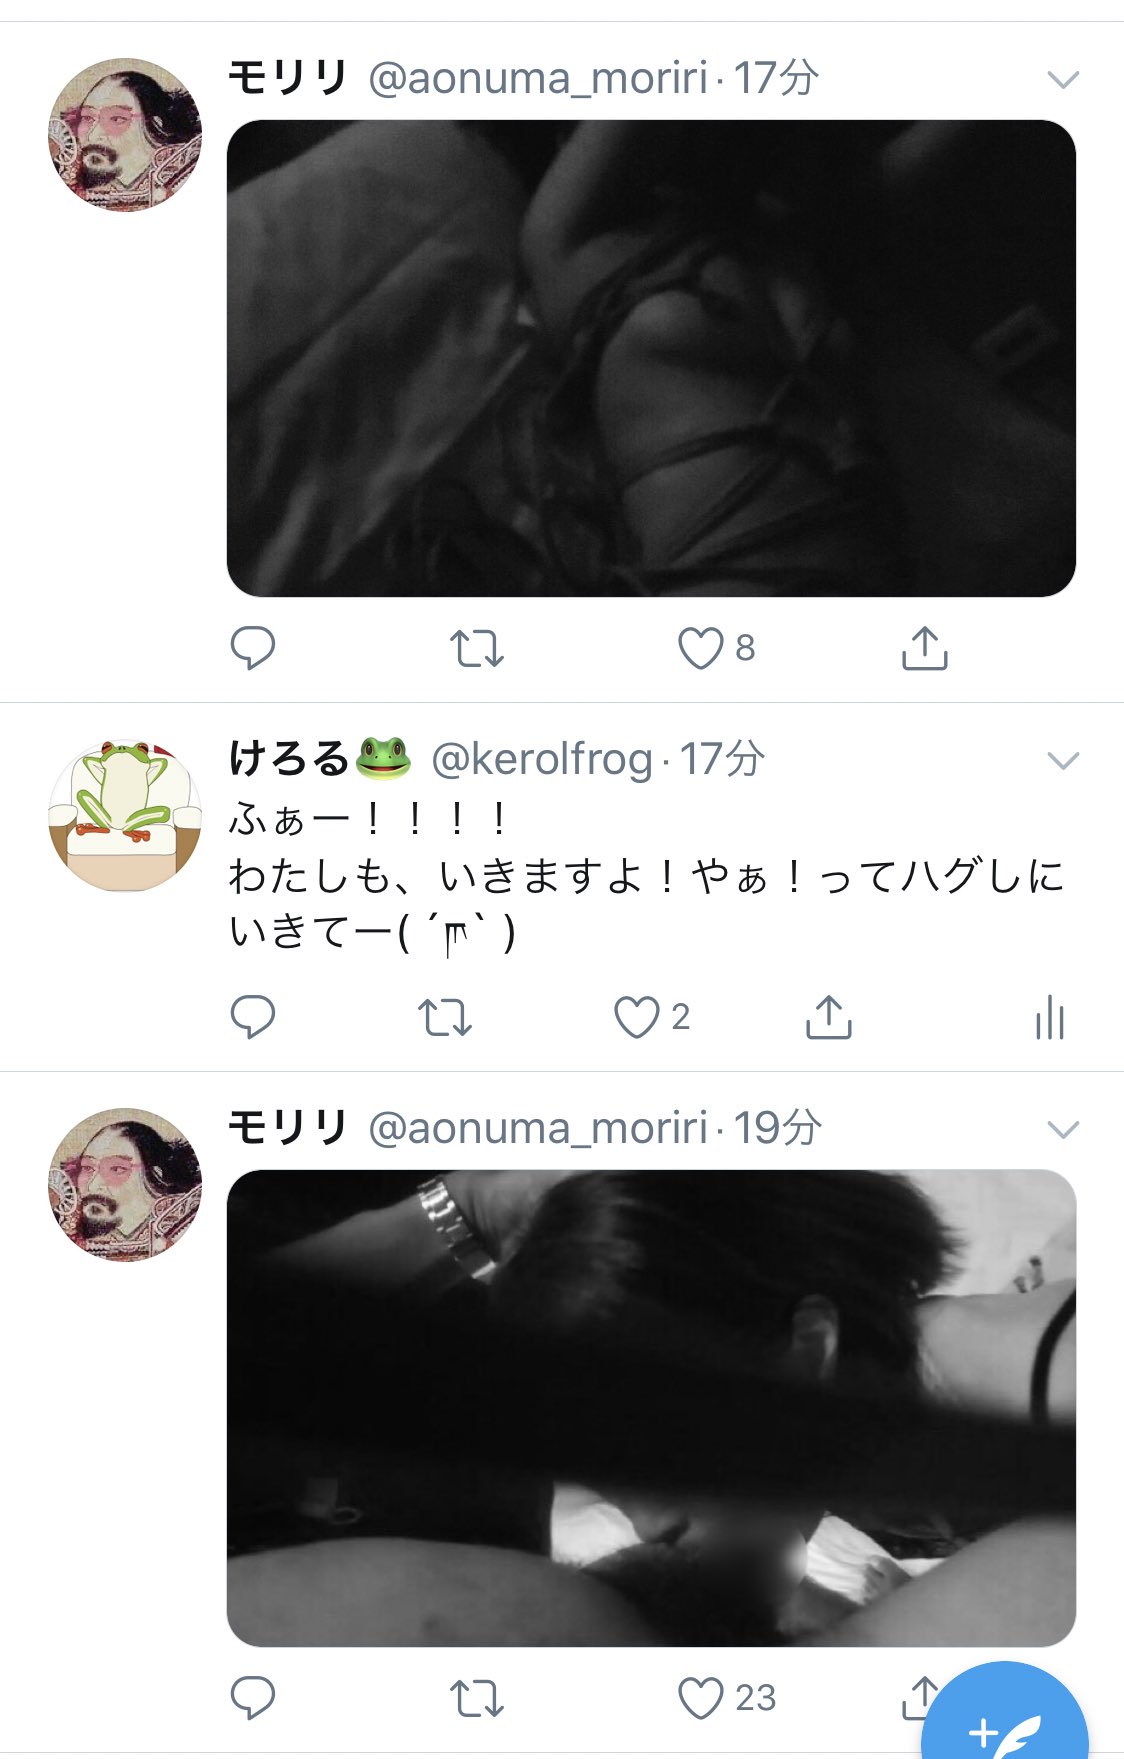 モリリ @aonuma_moriri · 17分
8
けろる🐸 @kerolfrog · 17分
ふぁー！！！！
わたしも、いきますよ！やぁ！ってハグしに
いきてー( ´ཫ` )
2
モリリ @aonuma_moriri · 19分
23